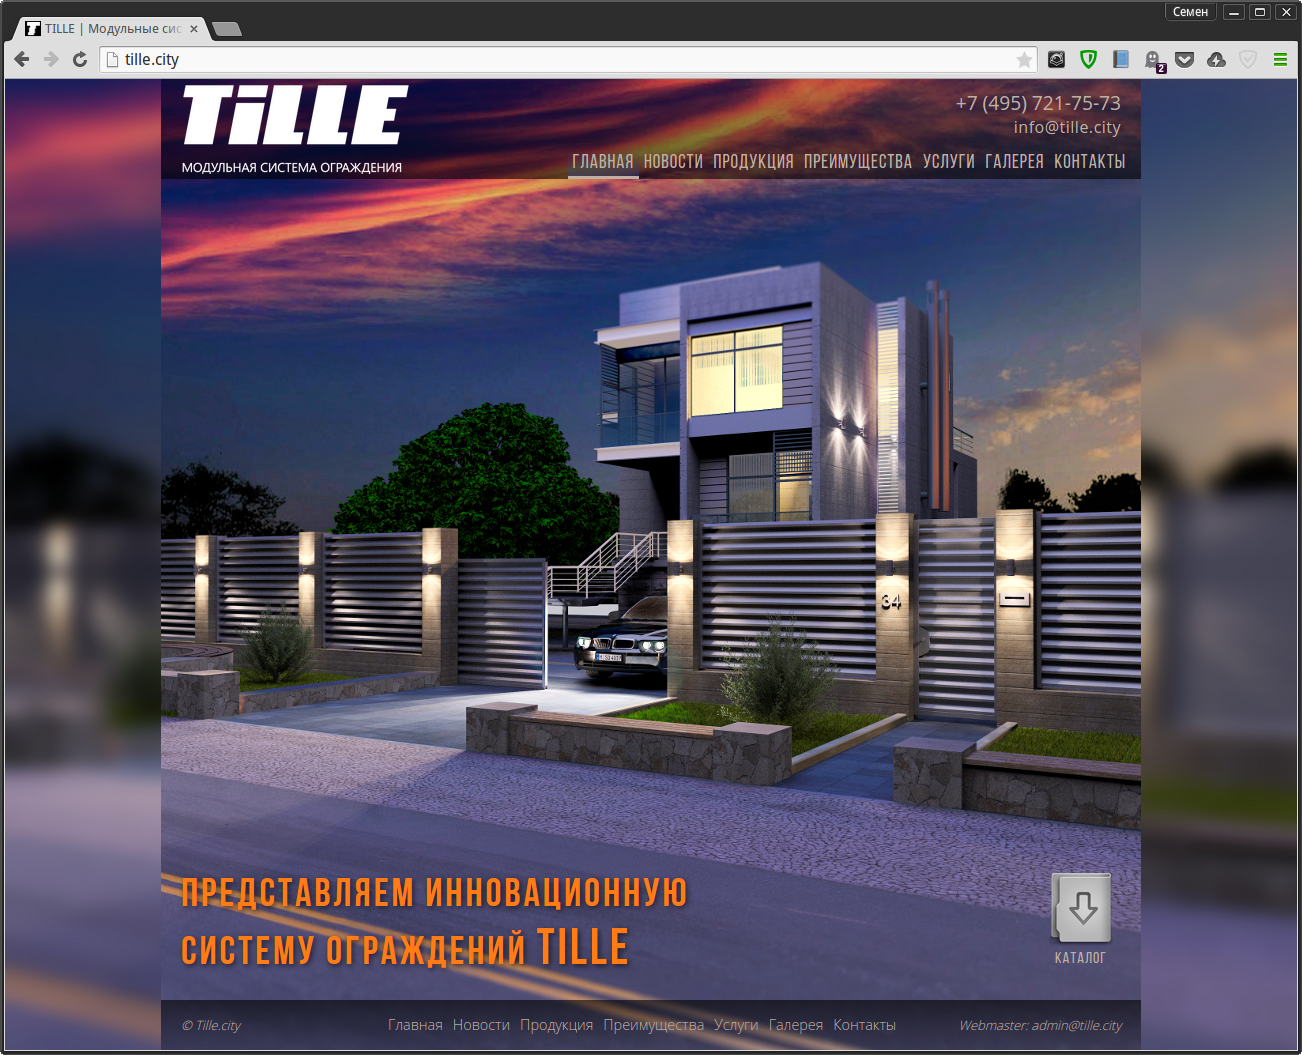 Семен
TILLE | Модульные сис
tille.city
2
TiLLE
МОДУЛЬНАЯ СИСТЕМА ОГРАЖДЕНИЯ
+7 (495) 721-75-73
info@tille.city
ГЛАВНАЯ НОВОСТИ ПРОДУКЦИЯ ПРЕИМУЩЕСТВА УСЛУГИ ГАЛЕРЕЯ КОНТАКТЫ
34
ПРЕДСТАВЛЯЕМ ИННОВАЦИОННУЮ
СИСТЕМУ ОГРАЖДЕНИЙ TILLE
КАТАЛОГ
© Tille.city
Главная Новости Продукция Преимущества Услуги Галерея Контакты
Webmaster: admin@tille.city